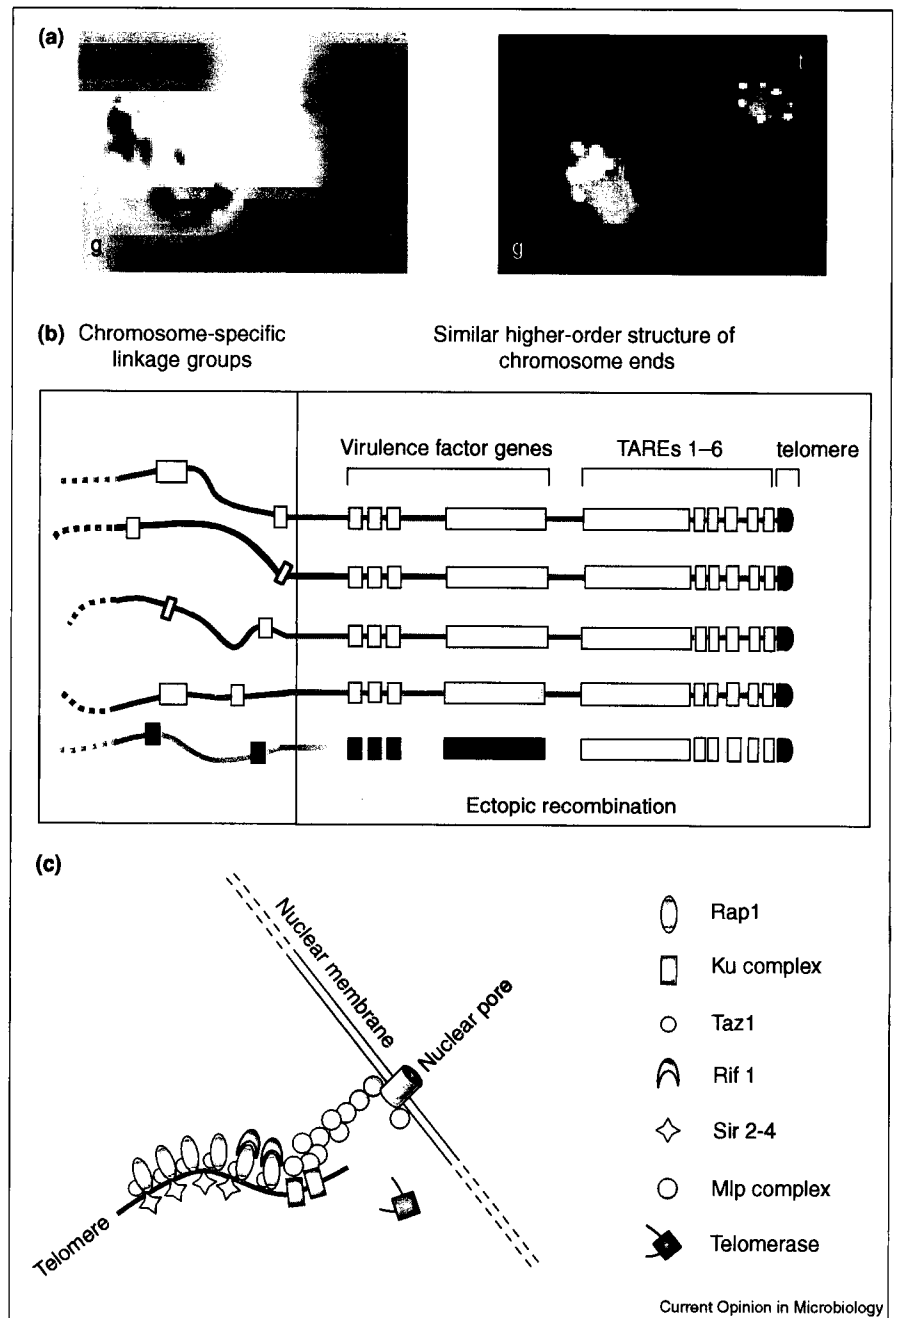 (a)
g
t
g
(b) Chromosome-specific
linkage groups
Similar higher-order structure of
chromosome ends
Virulence factor genes
TAREs 1–6
telomere
Ectopic recombination
(c)
Nuclear membrane
Nuclear pore
Telomere
Rap1
Ku complex
Taz1
Rif 1
Sir 2-4
Mlp complex
Telomerase
Current Opinion in Microbiology